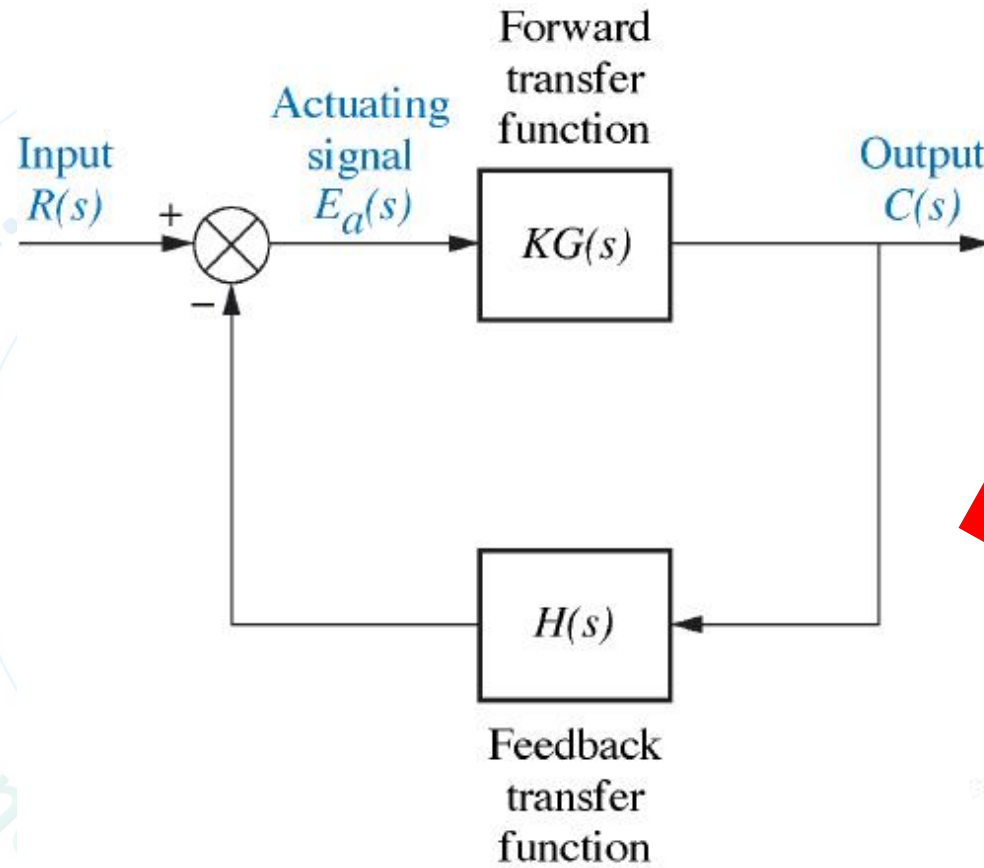 Forward
transfer
function
Actuating
signal
Eₐ(s)
Input
R(s)
Output
C(s)
+
−
KG(s)
H(s)
Feedback
transfer
function